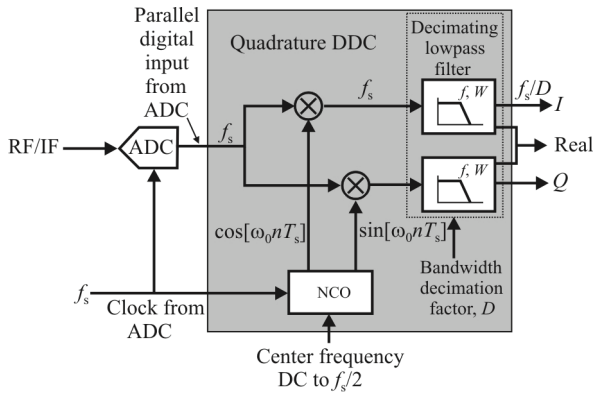 Parallel
digital
input
from
ADC
Quadrature DDC
Decimating
lowpass
filter
f, W
fs
fs/D
I
RF/IF
ADC
fs
Real
f, W
Q
cos[ω0nTs]
sin[ω0nTs]
Bandwidth
decimation
factor, D
fs
Clock from
ADC
NCO
Center frequency
DC to fs/2